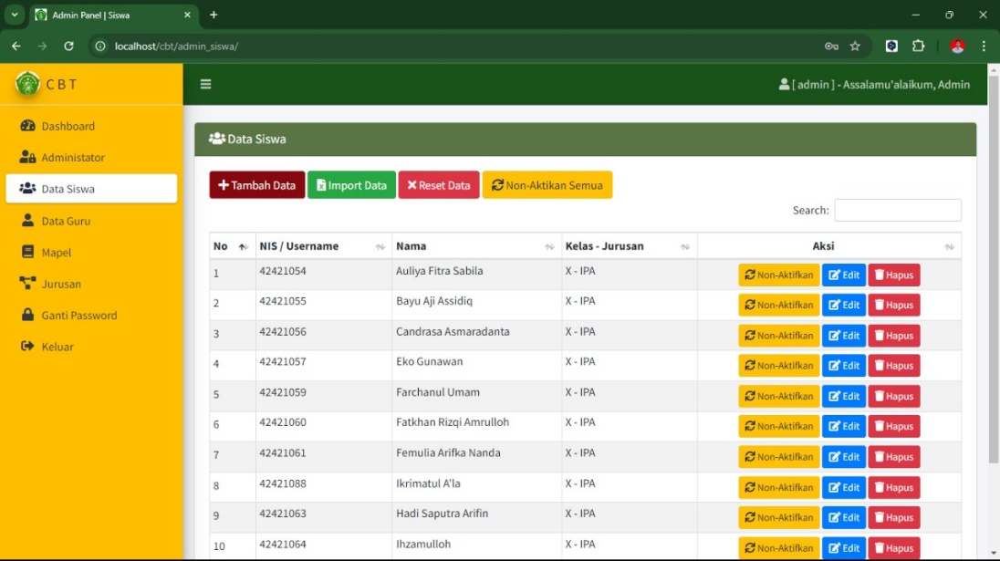 Admin Panel | Siswa
localhost/cbt/admin_siswa/
CBT
[ admin ] - Assalamu'alaikum, Admin
Dashboard
Administator
Data Siswa
Data Guru
Mapel
Jurusan
Ganti Password
Keluar
Data Siswa
Tambah Data Import Data Reset Data Non-Aktikan Semua
Search:
No NIS / Username Nama Kelas - Jurusan Aksi
1 42421054 Auliya Fitra Sabila X - IPA Non-Aktifkan Edit Hapus
2 42421055 Bayu Aji Assidiq X - IPA Non-Aktifkan Edit Hapus
3 42421056 Candrasa Asmaradanta X - IPA Non-Aktifkan Edit Hapus
4 42421057 Eko Gunawan X - IPA Non-Aktifkan Edit Hapus
5 42421059 Farchanul Umam X - IPA Non-Aktifkan Edit Hapus
6 42421060 Fatkhan Rizqi Amrulloh X - IPA Non-Aktifkan Edit Hapus
7 42421061 Femulia Arifka Nanda X - IPA Non-Aktifkan Edit Hapus
8 42421088 Ikrimatul A'la X - IPA Non-Aktifkan Edit Hapus
9 42421063 Hadi Saputra Arifin X - IPA Non-Aktifkan Edit Hapus
10 42421064 Ihzamulloh X - IPA Non-Aktifkan Edit Hapus